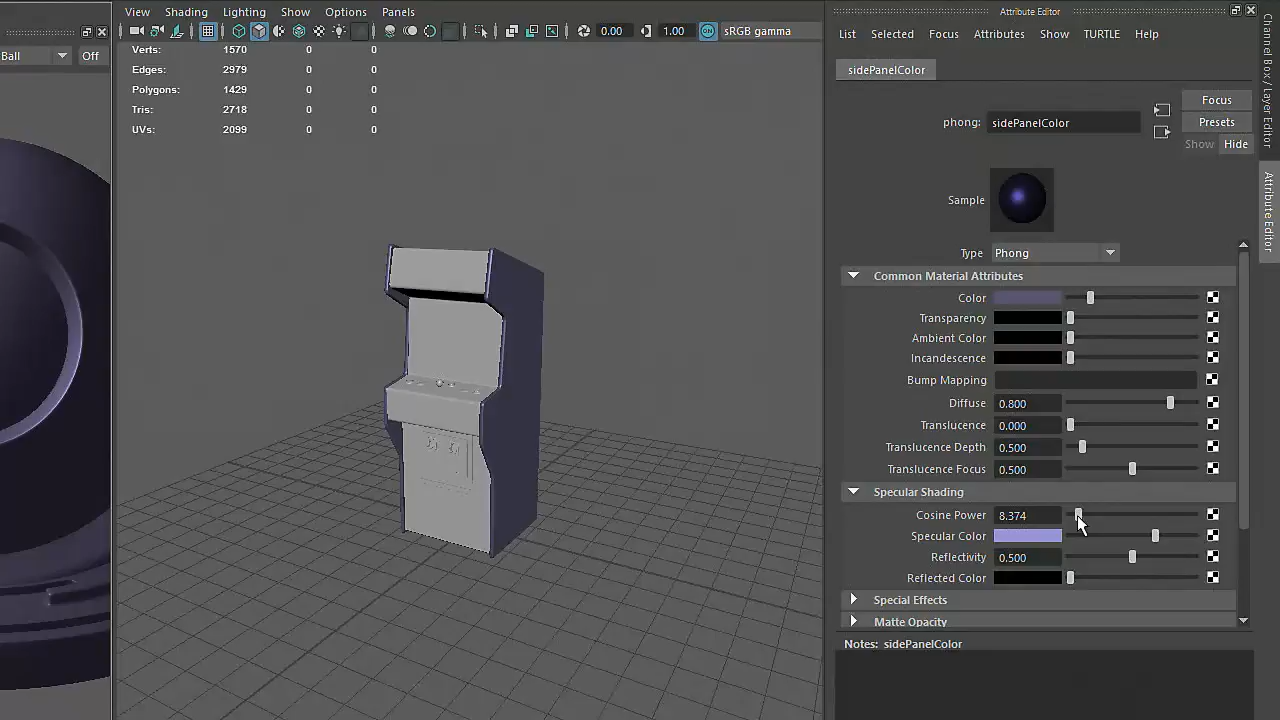 View Shading Lighting Show Options Panels
Attribute Editor
List Selected Focus Attributes Show TURTLE Help
Ball Off
0.00 1.00 ON sRGB gamma
Verts: 1570 0 0
Edges: 2979 0 0
Polygons: 1429 0 0
Tris: 2718 0 0
UVs: 2099 0 0
sidePanelColor
phong: sidePanelColor
Focus
Presets
Show Hide
Sample
Type Phong
Common Material Attributes
Color
Transparency
Ambient Color
Incandescence
Bump Mapping
Diffuse 0.800
Translucence 0.000
Translucence Depth 0.500
Translucence Focus 0.500
Specular Shading
Cosine Power 8.374
Specular Color
Reflectivity 0.500
Reflected Color
Special Effects
Matte Opacity
Notes: sidePanelColor
Channel Box / Layer Editor
Attribute Editor